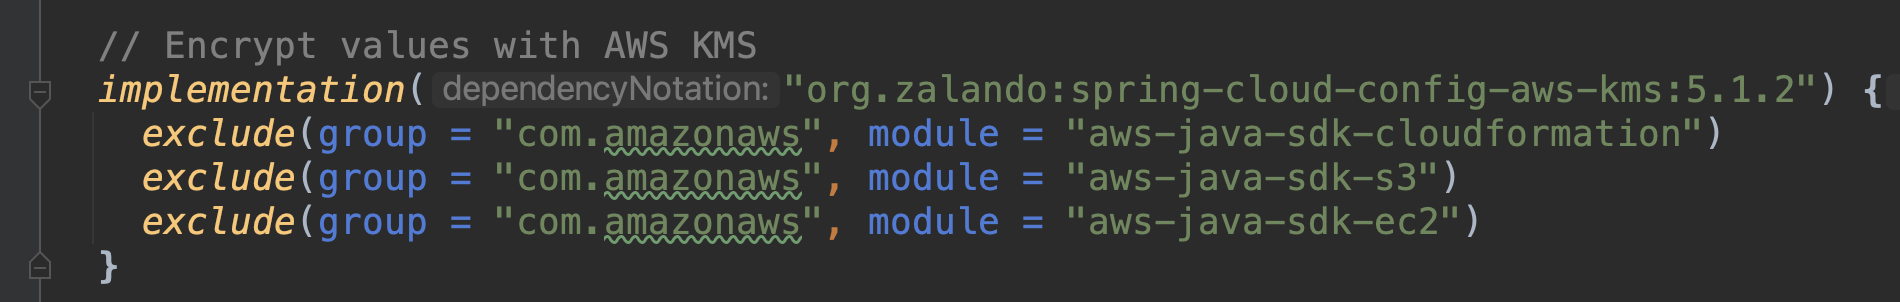 // Encrypt values with AWS KMS
implementation( dependencyNotation: "org.zalando:spring-cloud-config-aws-kms:5.1.2") {
  exclude(group = "com.amazonaws", module = "aws-java-sdk-cloudformation")
  exclude(group = "com.amazonaws", module = "aws-java-sdk-s3")
  exclude(group = "com.amazonaws", module = "aws-java-sdk-ec2")
}